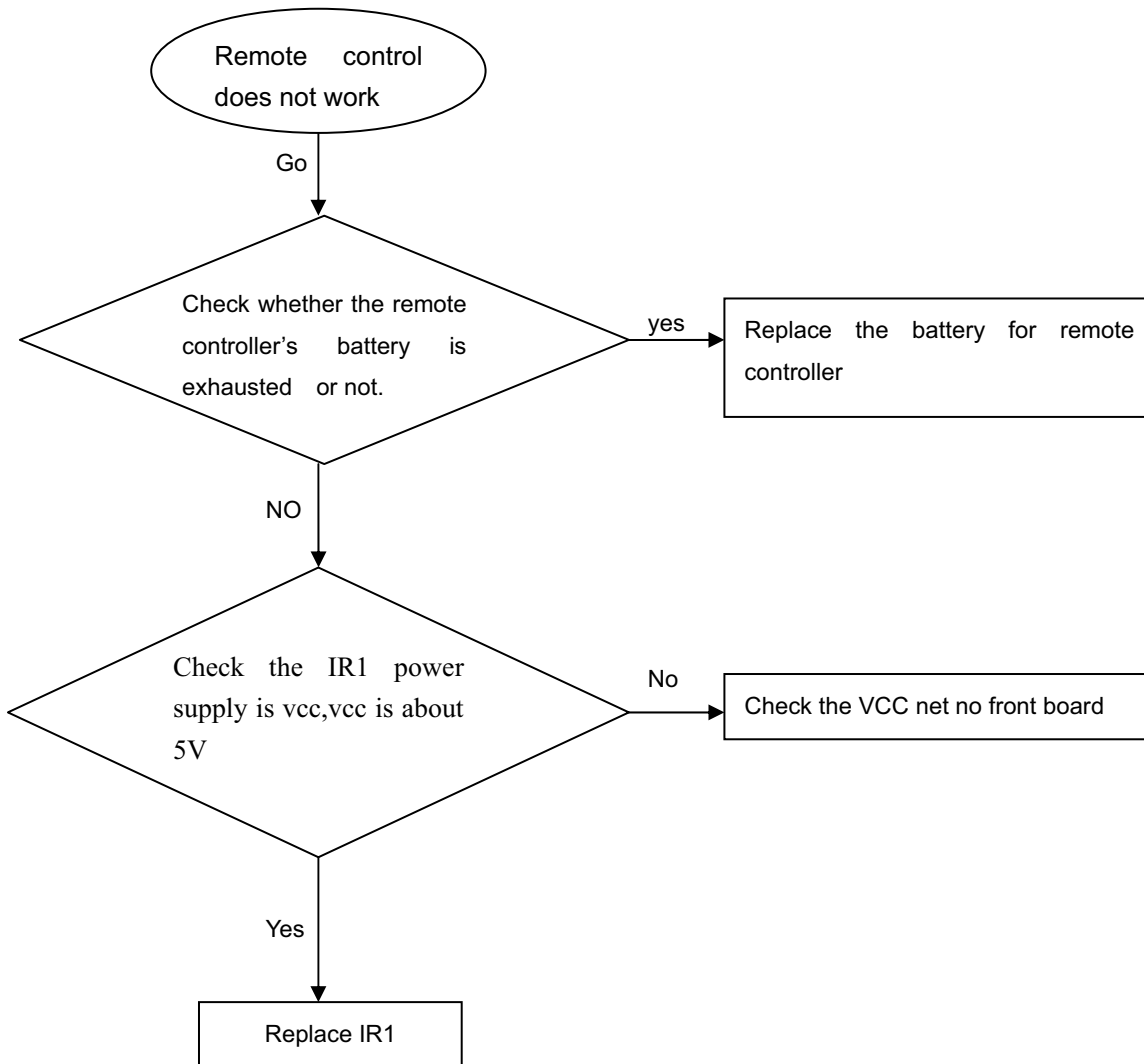 Remote control
does not work
Go
Check whether the remote
controller’s battery is
exhausted or not.
yes
Replace the battery for remote
controller
NO
Check the IR1 power
supply is vcc,vcc is about
5V
No
Check the VCC net no front board
Yes
Replace IR1